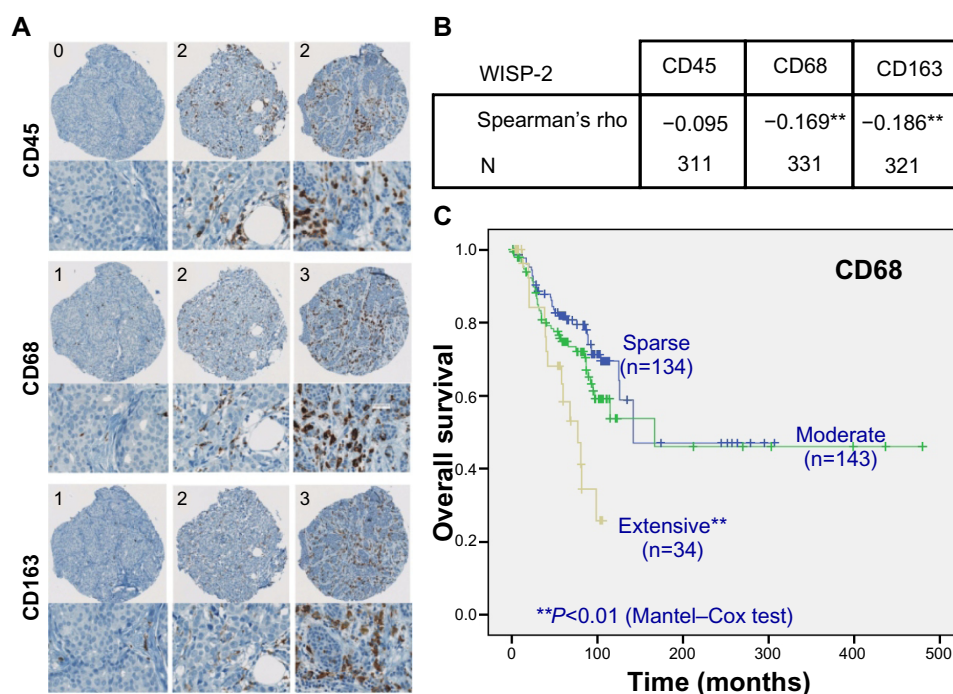 A
0 2 2
CD45
1 2 3
CD68
1 2 3
CD163
B
WISP-2 CD45 CD68 CD163
Spearman’s rho −0.095 −0.169** −0.186**
N 311 331 321
C
CD68
Overall survival
1.0
0.8
0.6
0.4
0.2
0.0
Sparse
(n=134)
Moderate
(n=143)
Extensive**
(n=34)
**P<0.01 (Mantel–Cox test)
0 100 200 300 400 500
Time (months)